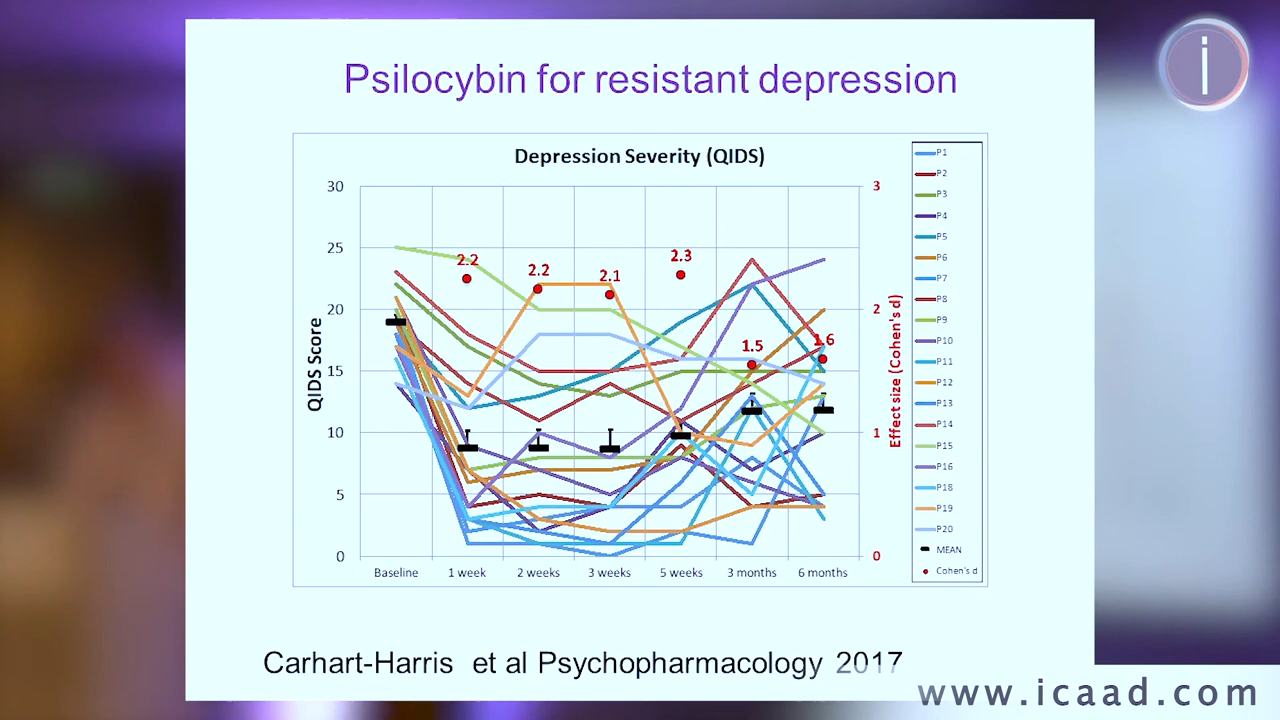 i
Psilocybin for resistant depression
Depression Severity (QIDS)
30
25
20
15
10
5
0
QIDS Score
3
2
1
0
Effect size (Cohen's d)
2.2
2.2
2.1
2.3
1.5
1.6
Baseline
1 week
2 weeks
3 weeks
5 weeks
3 months
6 months
P1
P2
P3
P4
P5
P6
P7
P8
P9
P10
P11
P12
P13
P14
P15
P16
P18
P19
P20
MEAN
Cohen's d
Carhart-Harris et al Psychopharmacology 2017
www.icaad.com